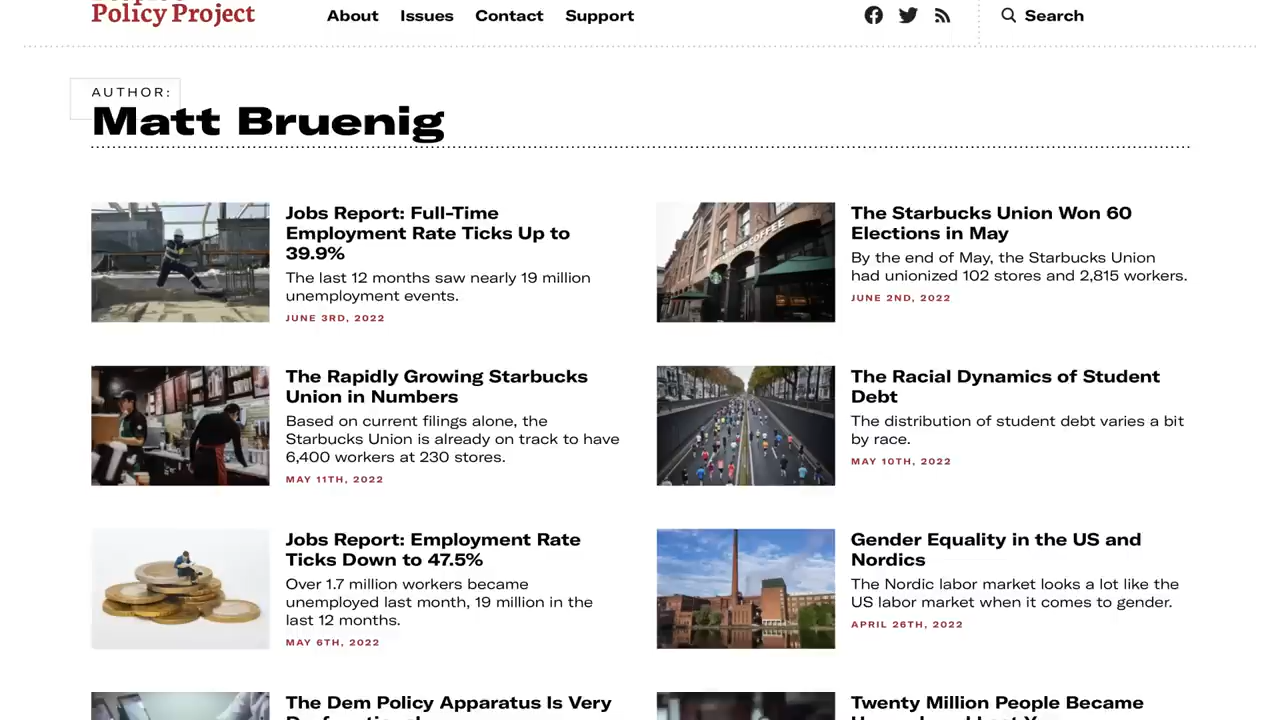 Policy Project
About Issues Contact Support
Search
AUTHOR:
Matt Bruenig
Jobs Report: Full-Time
Employment Rate Ticks Up to
39.9%
The last 12 months saw nearly 19 million
unemployment events.
JUNE 3RD, 2022
The Starbucks Union Won 60
Elections in May
By the end of May, the Starbucks Union
had unionized 102 stores and 2,815 workers.
JUNE 2ND, 2022
The Rapidly Growing Starbucks
Union in Numbers
Based on current filings alone, the
Starbucks Union is already on track to have
6,400 workers at 230 stores.
MAY 11TH, 2022
The Racial Dynamics of Student
Debt
The distribution of student debt varies a bit
by race.
MAY 10TH, 2022
Jobs Report: Employment Rate
Ticks Down to 47.5%
Over 1.7 million workers became
unemployed last month, 19 million in the
last 12 months.
MAY 6TH, 2022
Gender Equality in the US and
Nordics
The Nordic labor market looks a lot like the
US labor market when it comes to gender.
APRIL 26TH, 2022
The Dem Policy Apparatus Is Very
Twenty Million People Became